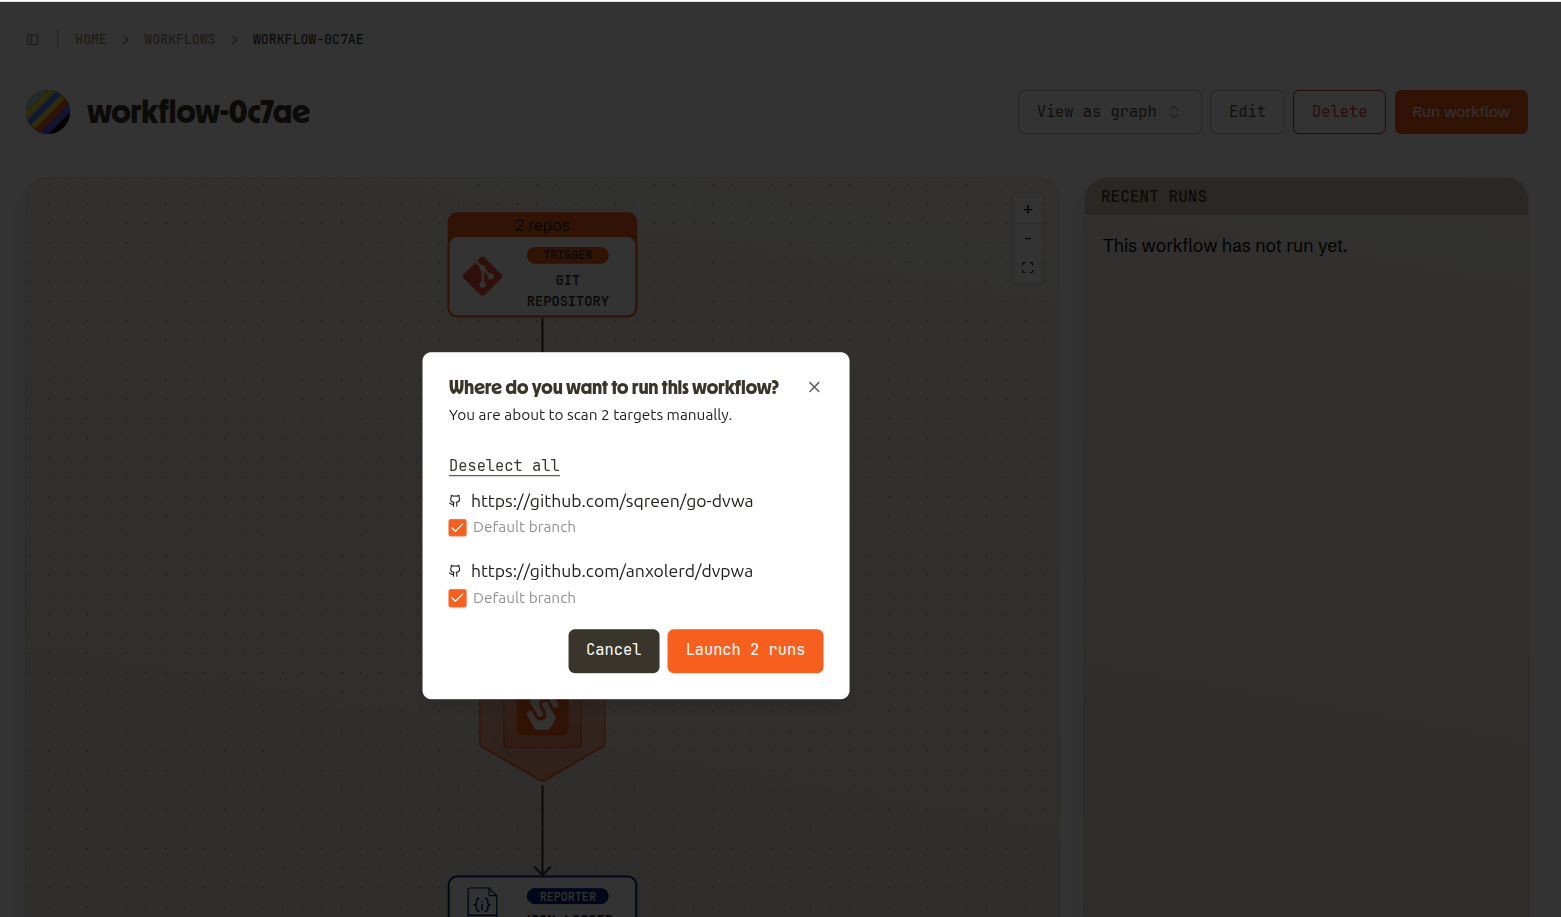 HOME > WORKFLOWS > WORKFLOW-0C7AE
workflow-0c7ae
View as graph
Edit
Delete
Run workflow
2 repos
TRIGGER
GIT
REPOSITORY
+
-
RECENT RUNS
This workflow has not run yet.
Where do you want to run this workflow?
You are about to scan 2 targets manually.
Deselect all
https://github.com/sqreen/go-dvwa
Default branch
https://github.com/anxolerd/dvpwa
Default branch
Cancel
Launch 2 runs
REPORTER